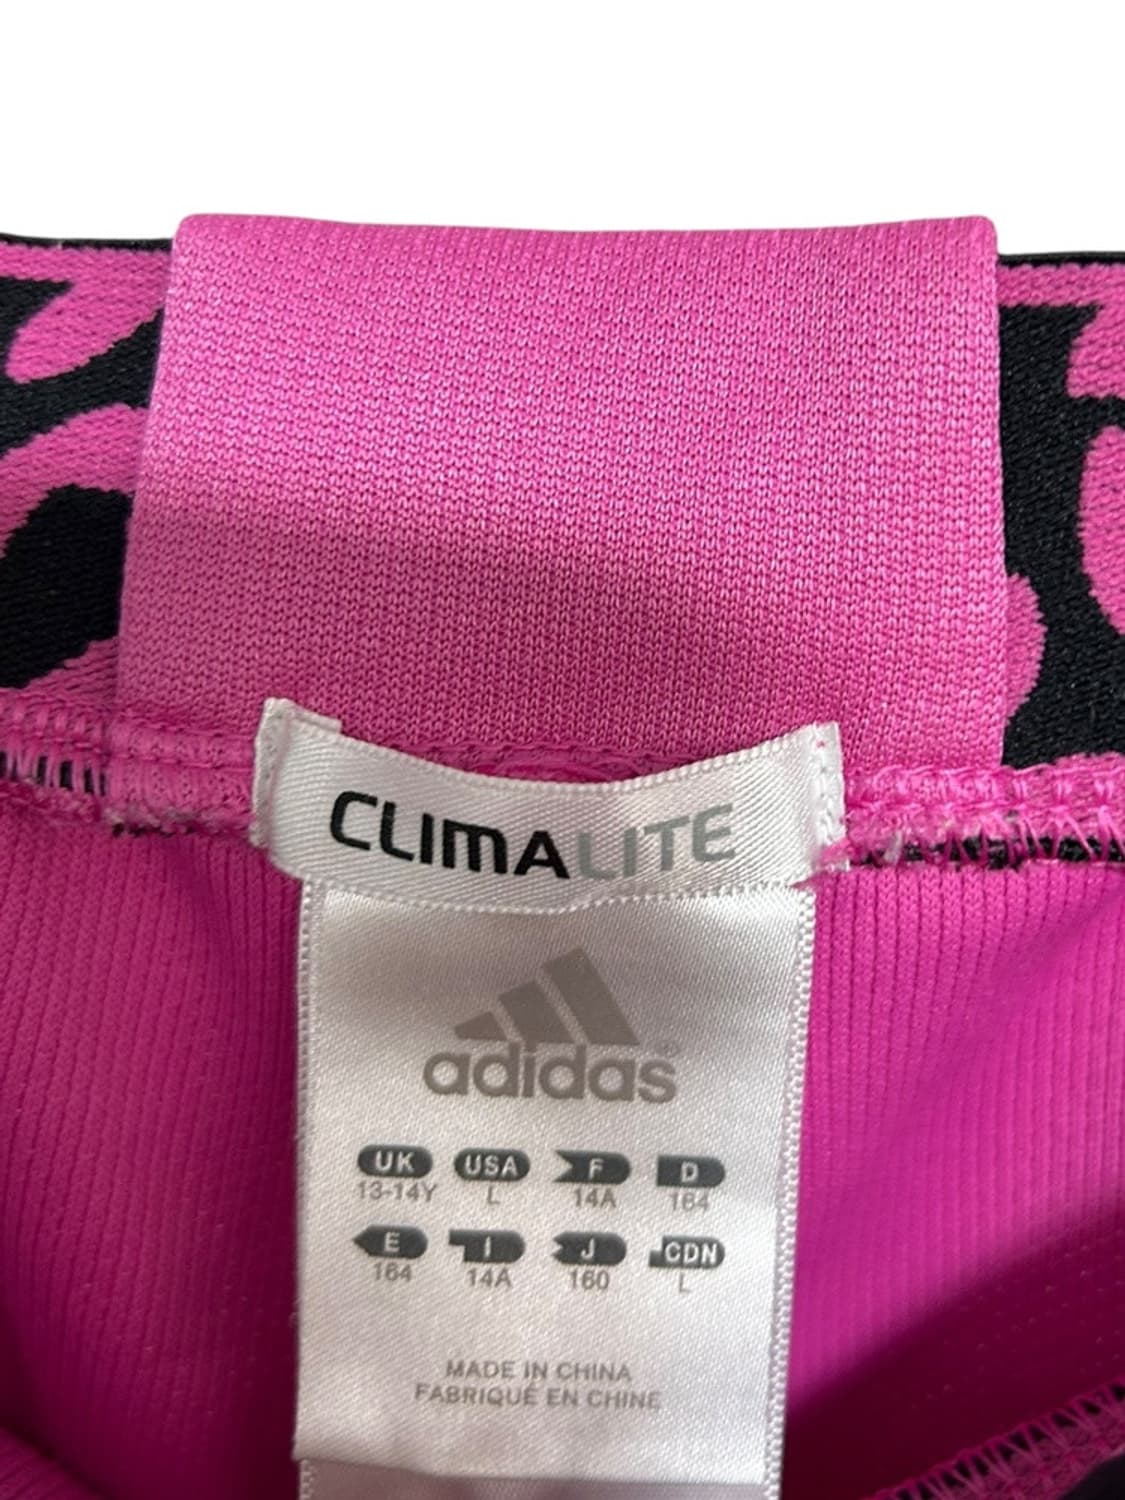 CLIMALITE
adidas®
UK USA F D
13-14Y L 14A 164
E I J CDN
164 14A 160 L
MADE IN CHINA
FABRIQUÉ EN CHINE